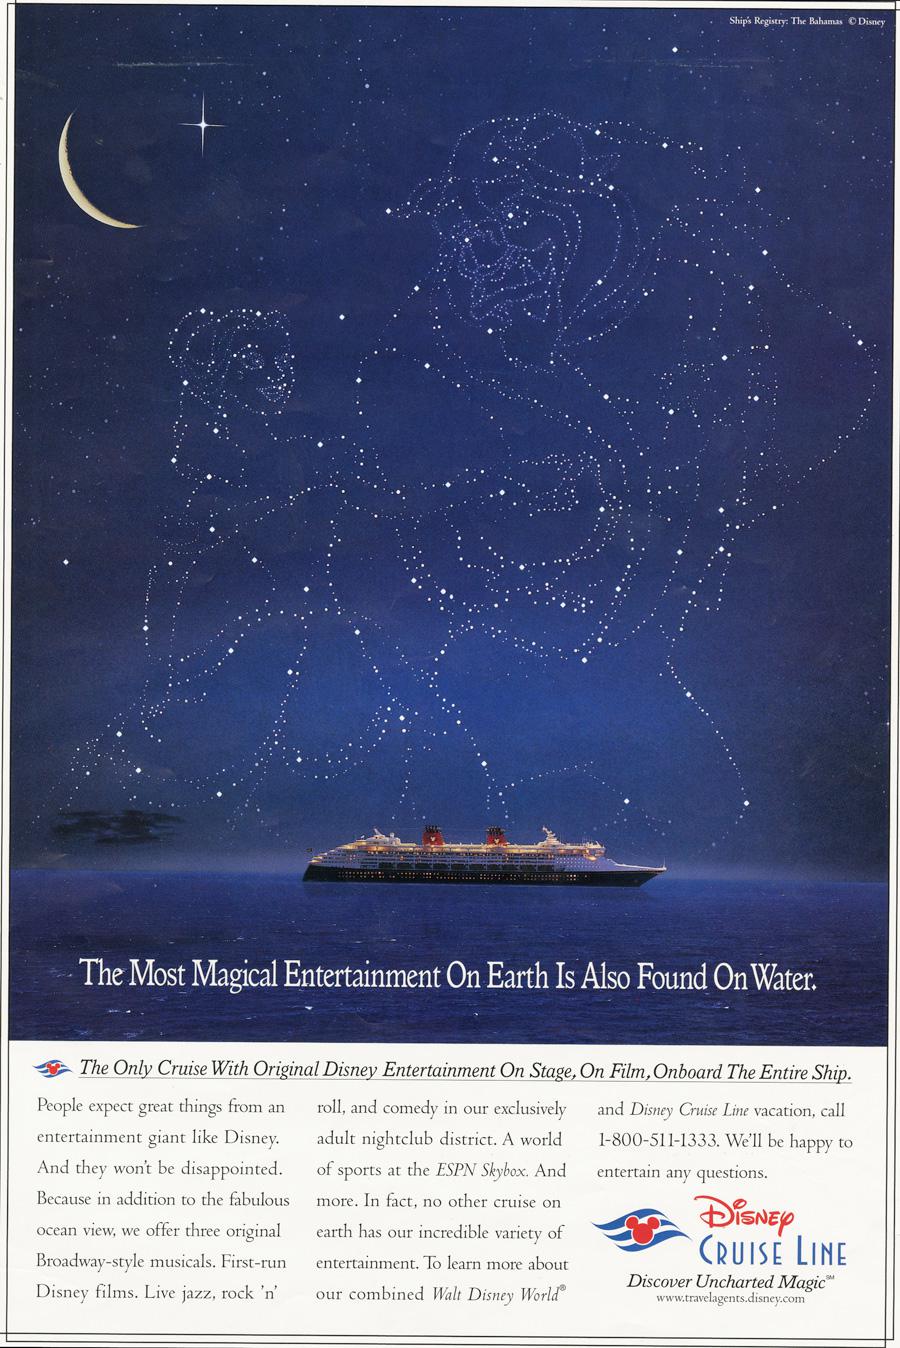 Ship's Registry: The Bahamas © Disney
The Most Magical Entertainment On Earth Is Also Found On Water.
The Only Cruise With Original Disney Entertainment On Stage, On Film, Onboard The Entire Ship.
People expect great things from an
entertainment giant like Disney.
And they won't be disappointed.
Because in addition to the fabulous
ocean view, we offer three original
Broadway-style musicals. First-run
Disney films. Live jazz, rock 'n'
roll, and comedy in our exclusively
adult nightclub district. A world
of sports at the ESPN Skybox. And
more. In fact, no other cruise on
earth has our incredible variety of
entertainment. To learn more about
our combined Walt Disney World®
and Disney Cruise Line vacation, call
1-800-511-1333. We'll be happy to
entertain any questions.
Disney
Cruise Line
Discover Uncharted Magic℠
www.travelagents.disney.com